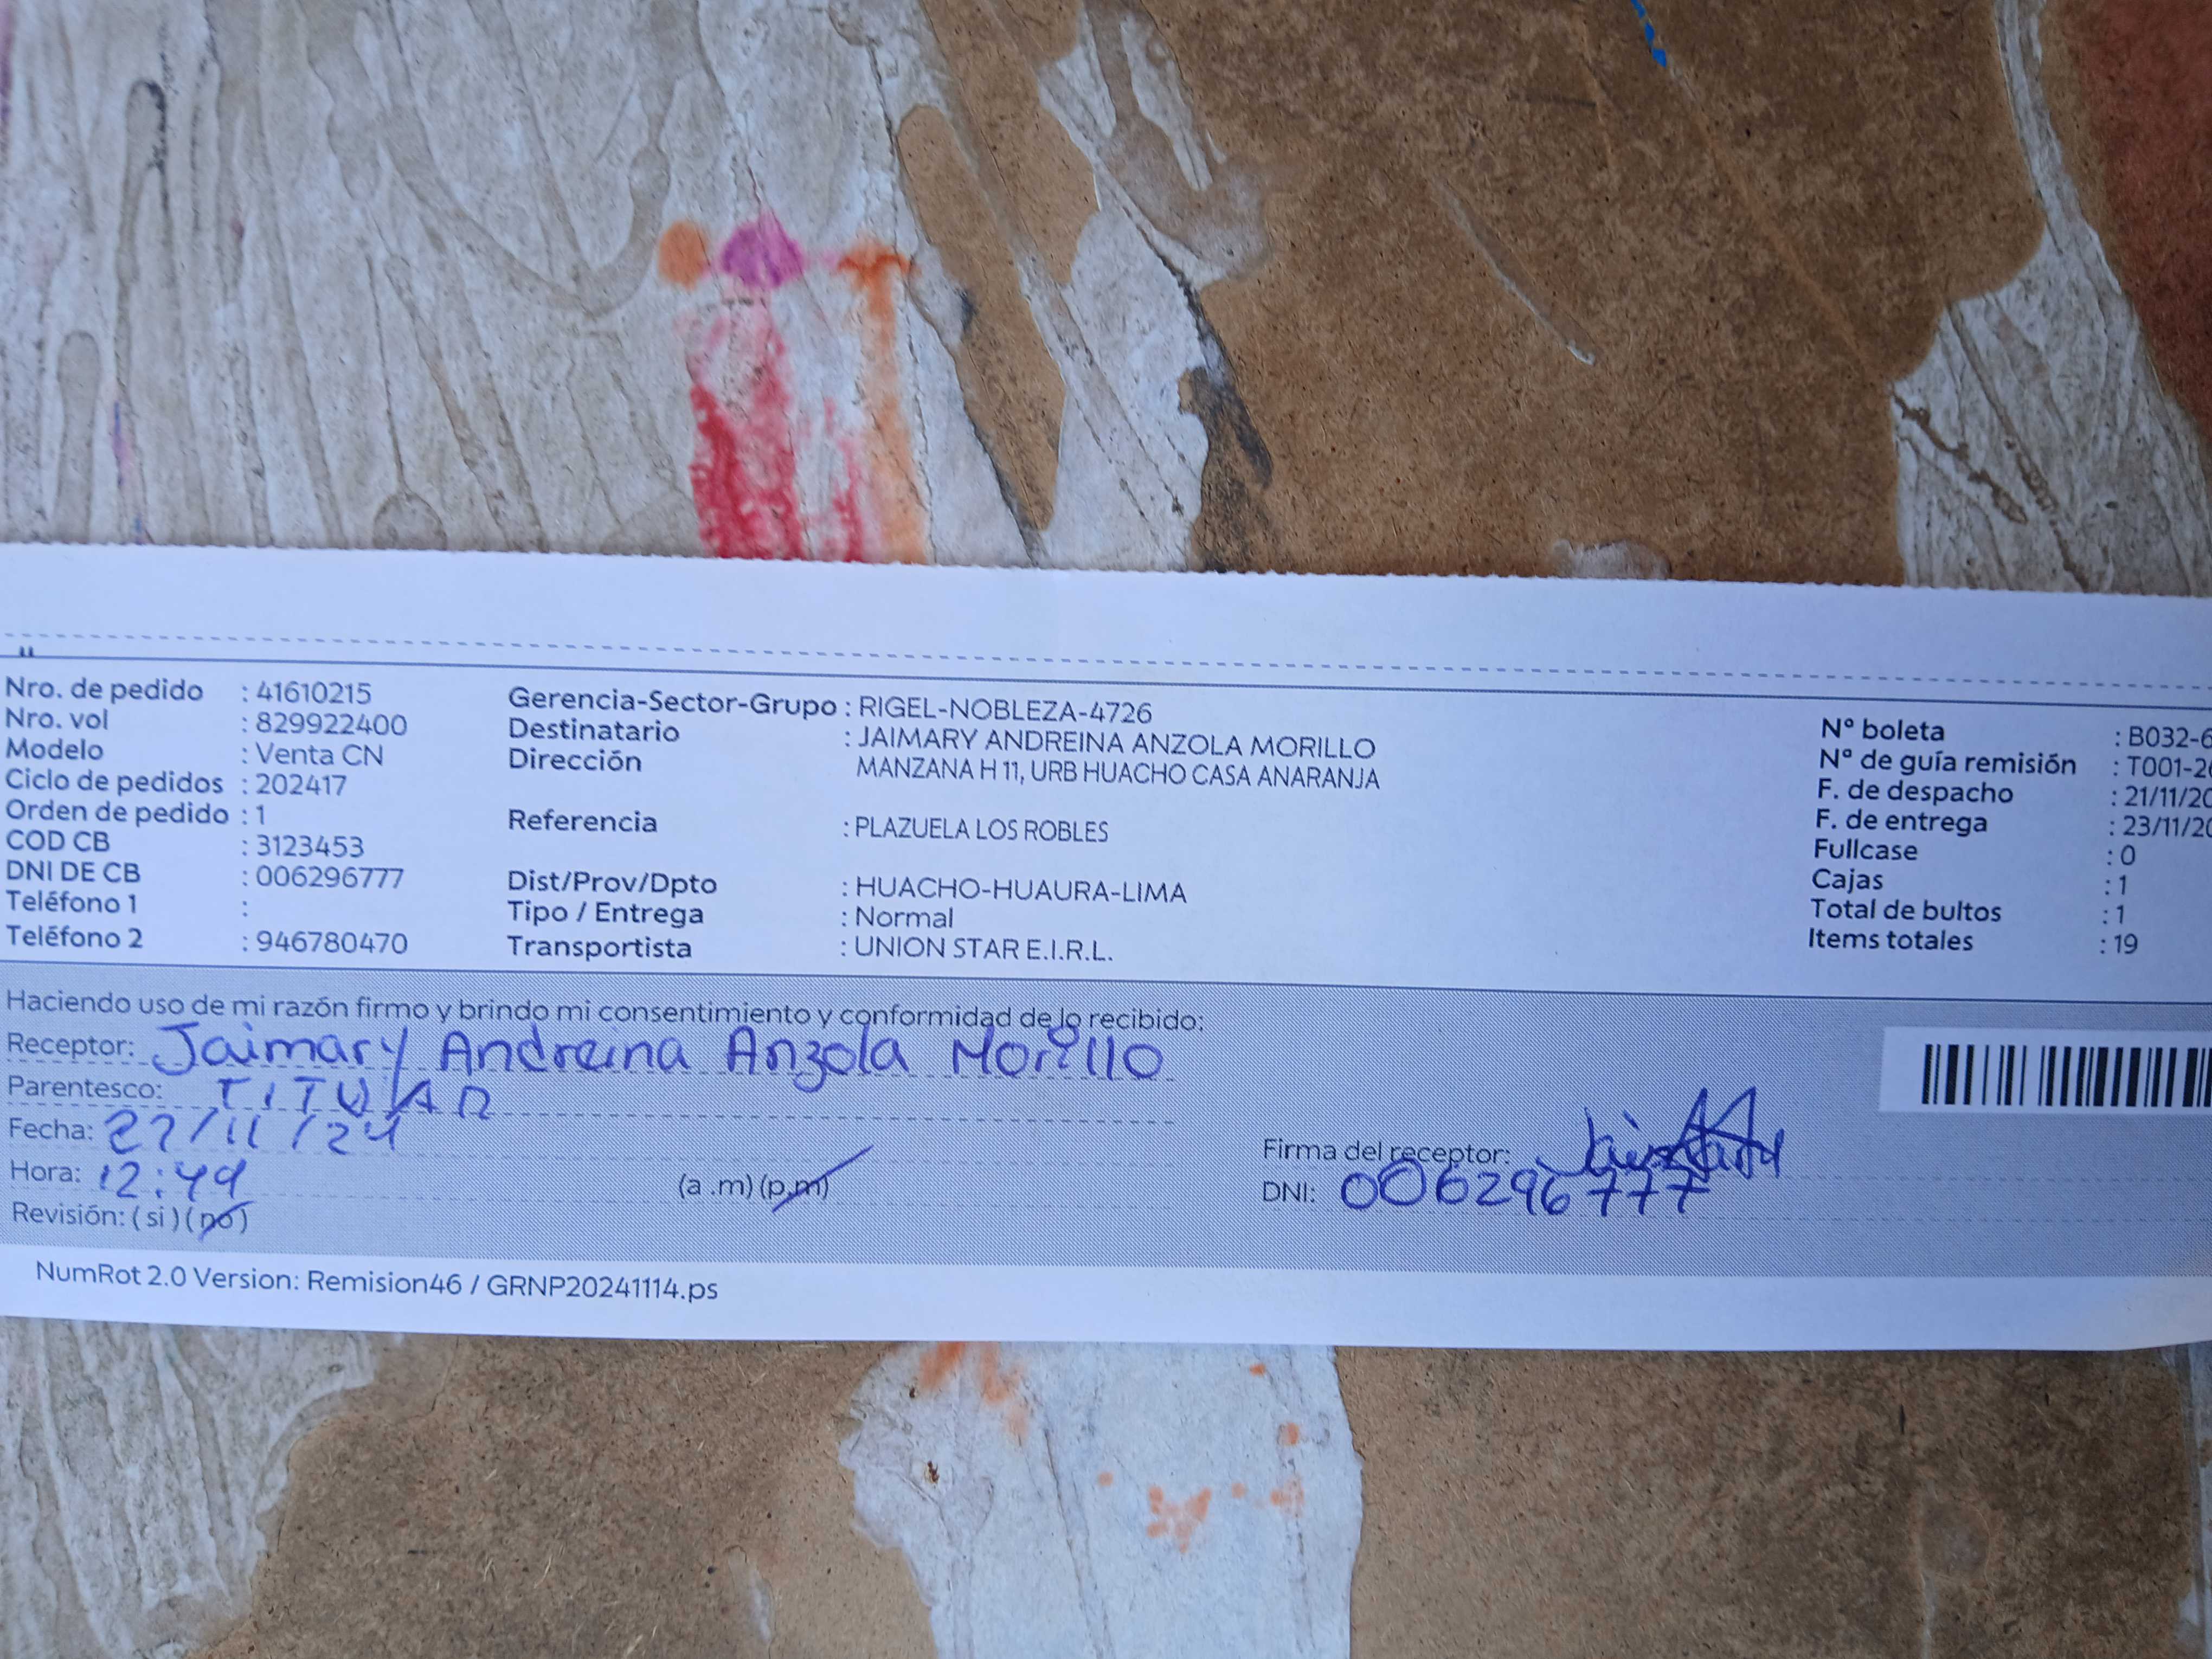 Nro. de pedido : 41610215
Nro. vol : 829922400
Modelo : Venta CN
Ciclo de pedidos : 202417
Orden de pedido : 1
COD CB : 3123453
DNI DE CB : 006296777
Teléfono 1 :
Teléfono 2 : 946780470
Gerencia-Sector-Grupo : RIGEL-NOBLEZA-4726
Destinatario : JAIMARY ANDREINA ANZOLA MORILLO
Dirección MANZANA H 11, URB HUACHO CASA ANARANJA
Referencia : PLAZUELA LOS ROBLES
Dist/Prov/Dpto : HUACHO-HUAURA-LIMA
Tipo / Entrega : Normal
Transportista : UNION STAR E.I.R.L.
N° boleta : B032-6
N° de guía remisión : T001-2
F. de despacho : 21/11/20
F. de entrega : 23/11/20
Fullcase : 0
Cajas : 1
Total de bultos : 1
Items totales : 19
Haciendo uso de mi razón firmo y brindo mi consentimiento y conformidad de lo recibido:
Receptor: Jaimary Andreina Anzola Morillo
Parentesco: TITULAR
Fecha: 27/11/24
Hora: 12:49 (a .m) (p.m)
Revisión: ( si ) ( no )
Firma del receptor:
DNI: 006296777
NumRot 2.0 Version: Remision46 / GRNP20241114.ps